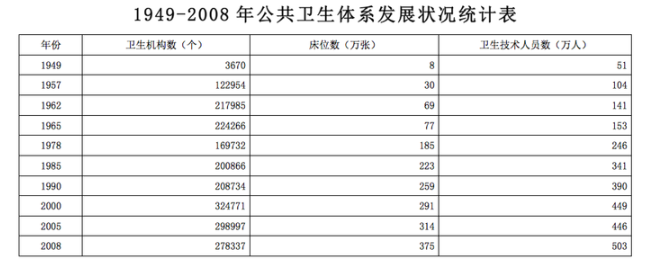 1949-2008 年公共卫生体系发展状况统计表
年份 卫生机构数（个） 床位数（万张） 卫生技术人员数（万人）
1949 3670 8 51
1957 122954 30 104
1962 217985 69 141
1965 224266 77 153
1978 169732 185 246
1985 200866 223 341
1990 208734 259 390
2000 324771 291 449
2005 298997 314 446
2008 278337 375 503